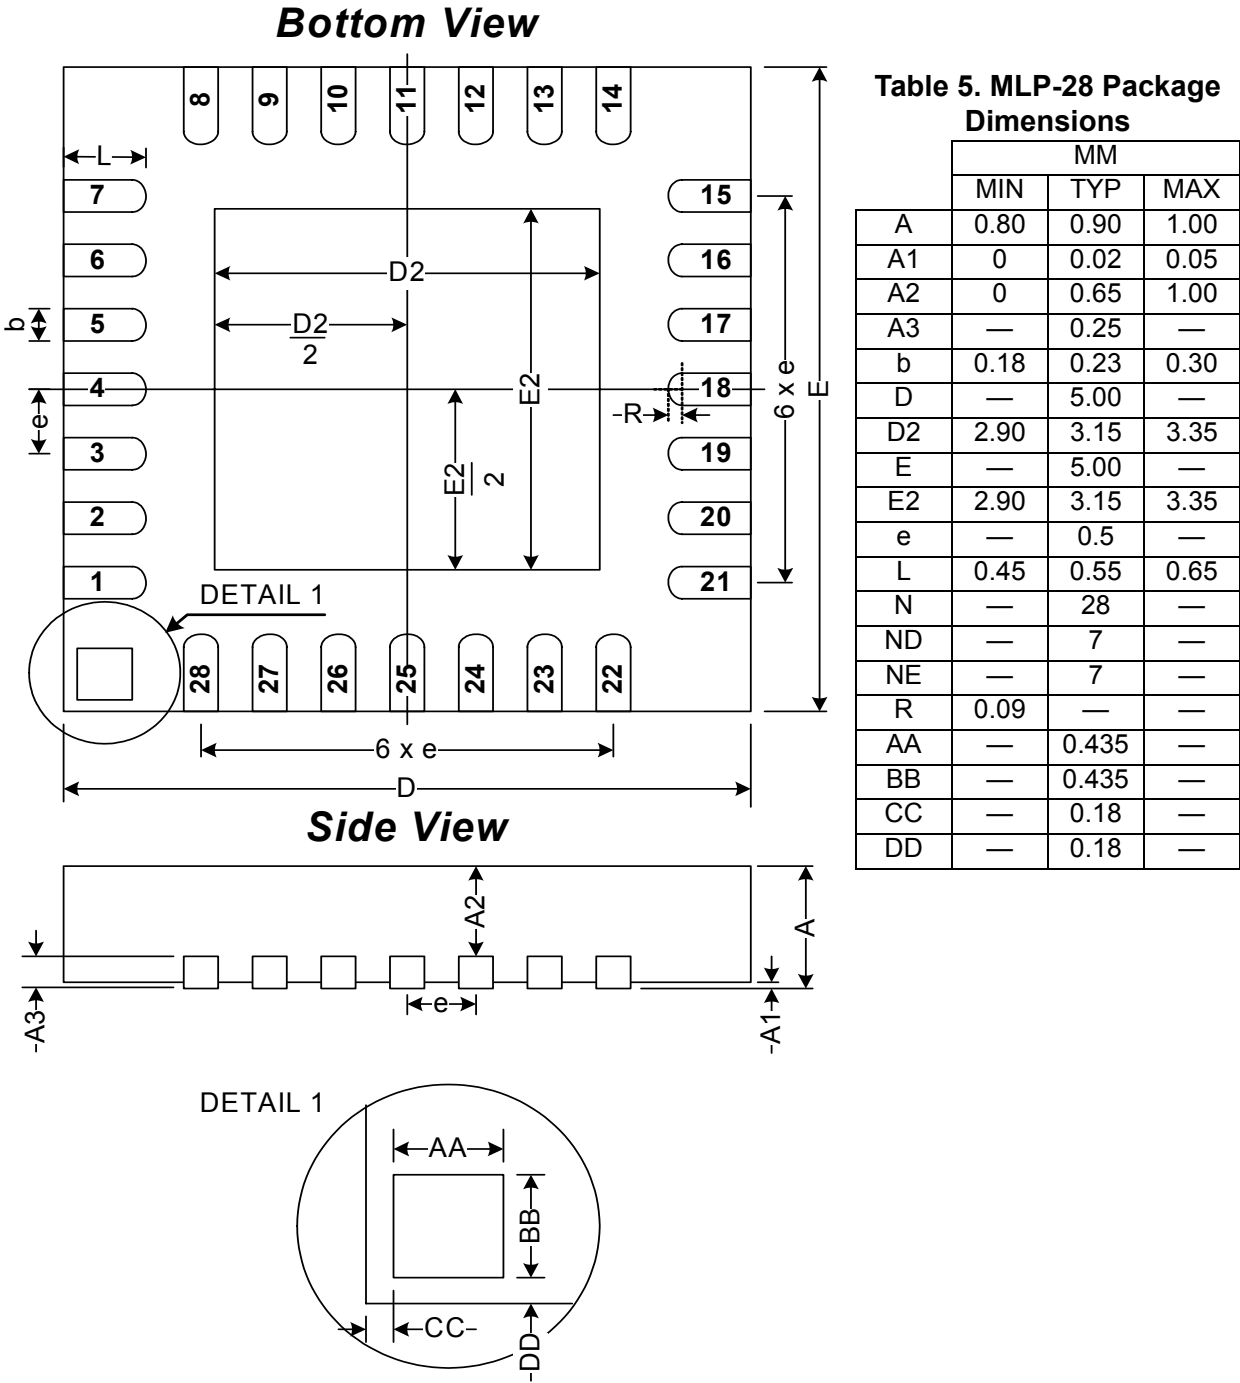 Bottom View
8 9 10 11 12 13 14
L
7 15
6 16
D2
5 17
b
D2
2
4 18
e
E2
R
6 x e
E
3 19
E2
2
2 20
1 21
DETAIL 1
28 27 26 25 24 23 22
6 x e
D
Side View
A2
A
A3
e
A1
DETAIL 1
AA
BB
CC
DD
Table 5. MLP-28 Package
Dimensions
MM
MIN TYP MAX
A 0.80 0.90 1.00
A1 0 0.02 0.05
A2 0 0.65 1.00
A3 — 0.25 —
b 0.18 0.23 0.30
D — 5.00 —
D2 2.90 3.15 3.35
E — 5.00 —
E2 2.90 3.15 3.35
e — 0.5 —
L 0.45 0.55 0.65
N — 28 —
ND — 7 —
NE — 7 —
R 0.09 — —
AA — 0.435 —
BB — 0.435 —
CC — 0.18 —
DD — 0.18 —